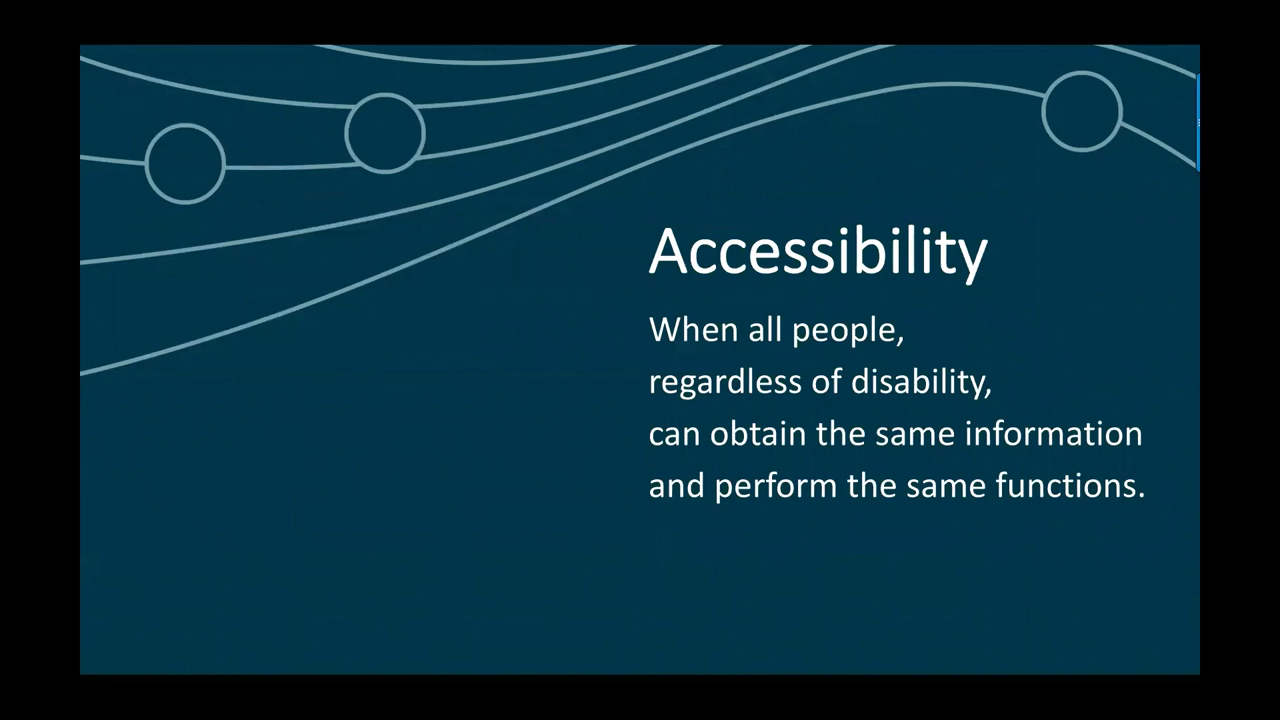 Accessibility
When all people,
regardless of disability,
can obtain the same information
and perform the same functions.